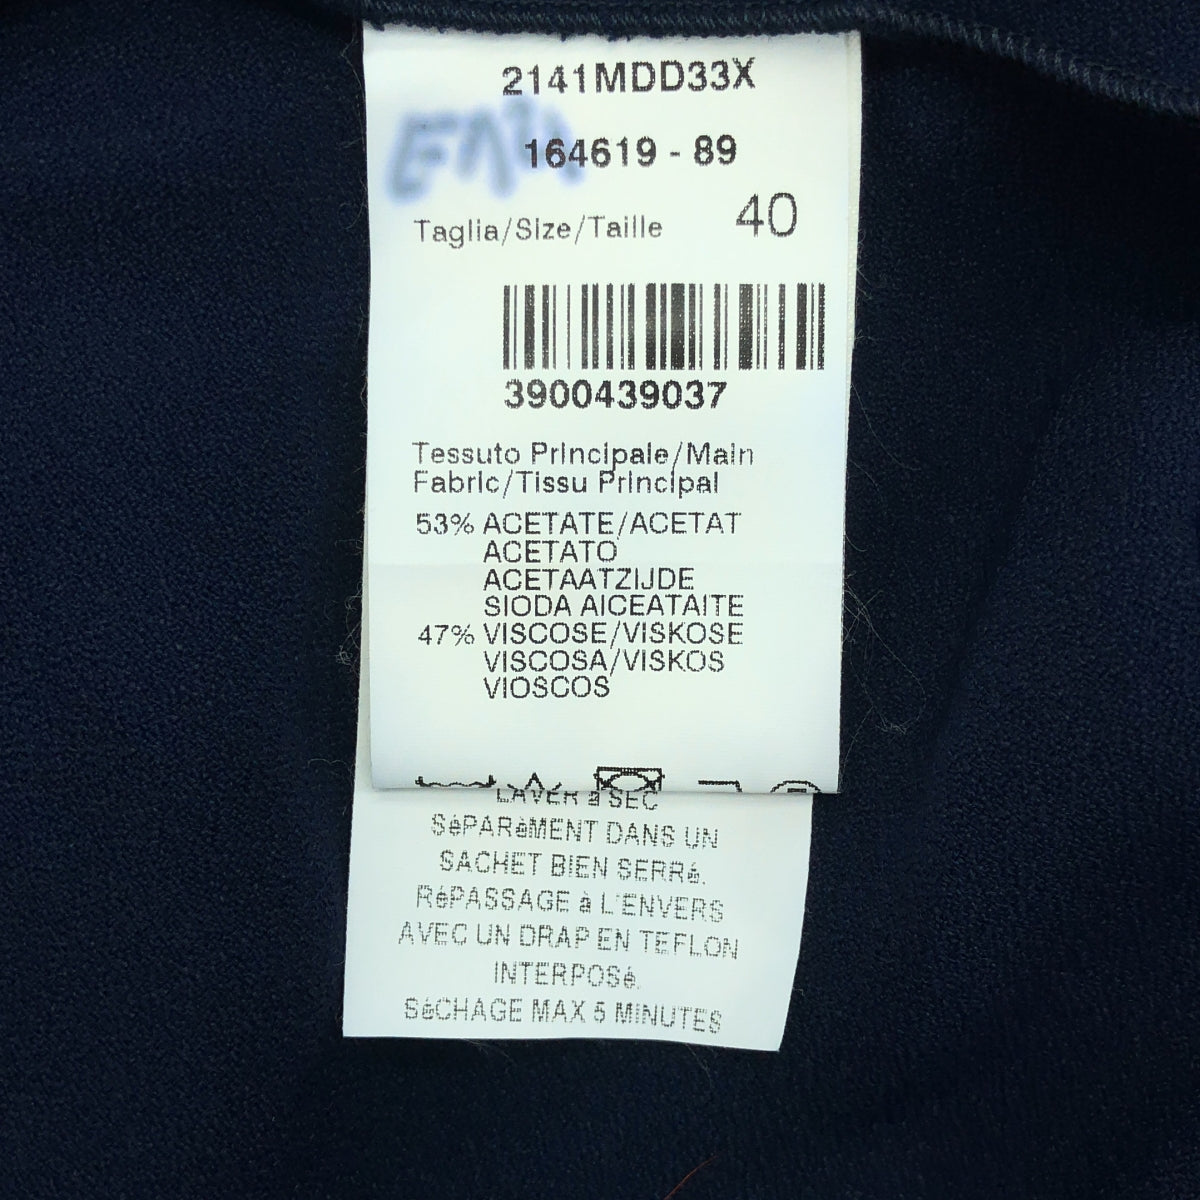 2141MDD33X
164619 - 89
Taglia/Size/Taille 40
3900439037
Tessuto Principale/Main
Fabric/Tissu Principal
53% ACETATE/ACETAT
ACETATO
ACETAATZIJDE
SIODA AICEATAITE
47% VISCOSE/VISKOSE
VISCOSA/VISKOS
VIOSCOS
LAVER à SEC
SéPARéMENT DANS UN
SACHET BIEN SERRé.
RéPASSAGE à L'ENVERS
AVEC UN DRAP EN TEFLON
INTERPOSé.
SéCHAGE MAX 5 MINUTES